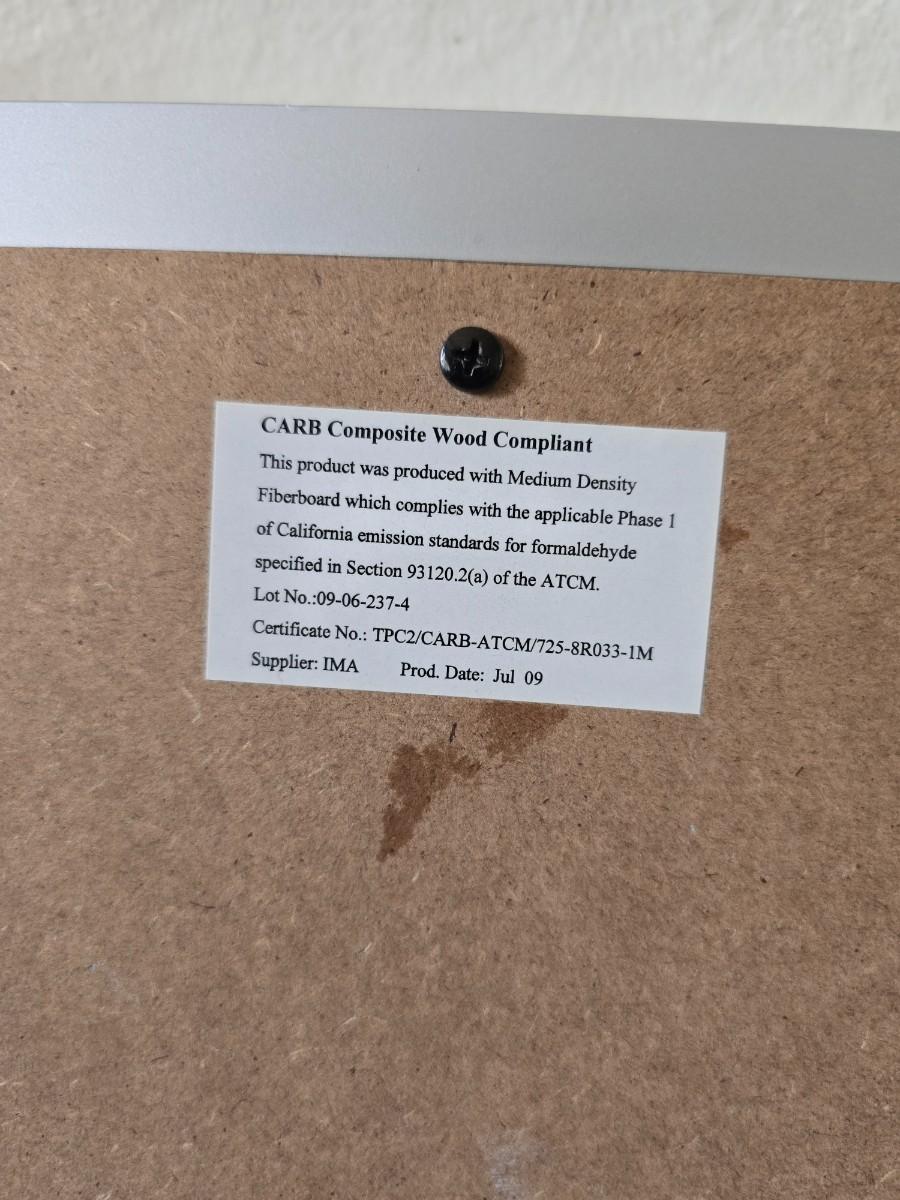 CARB Composite Wood Compliant
This product was produced with Medium Density
Fiberboard which complies with the applicable Phase 1
of California emission standards for formaldehyde
specified in Section 93120.2(a) of the ATCM.
Lot No.:09-06-237-4
Certificate No.: TPC2/CARB-ATCM/725-8R033-1M
Supplier: IMA Prod. Date: Jul 09